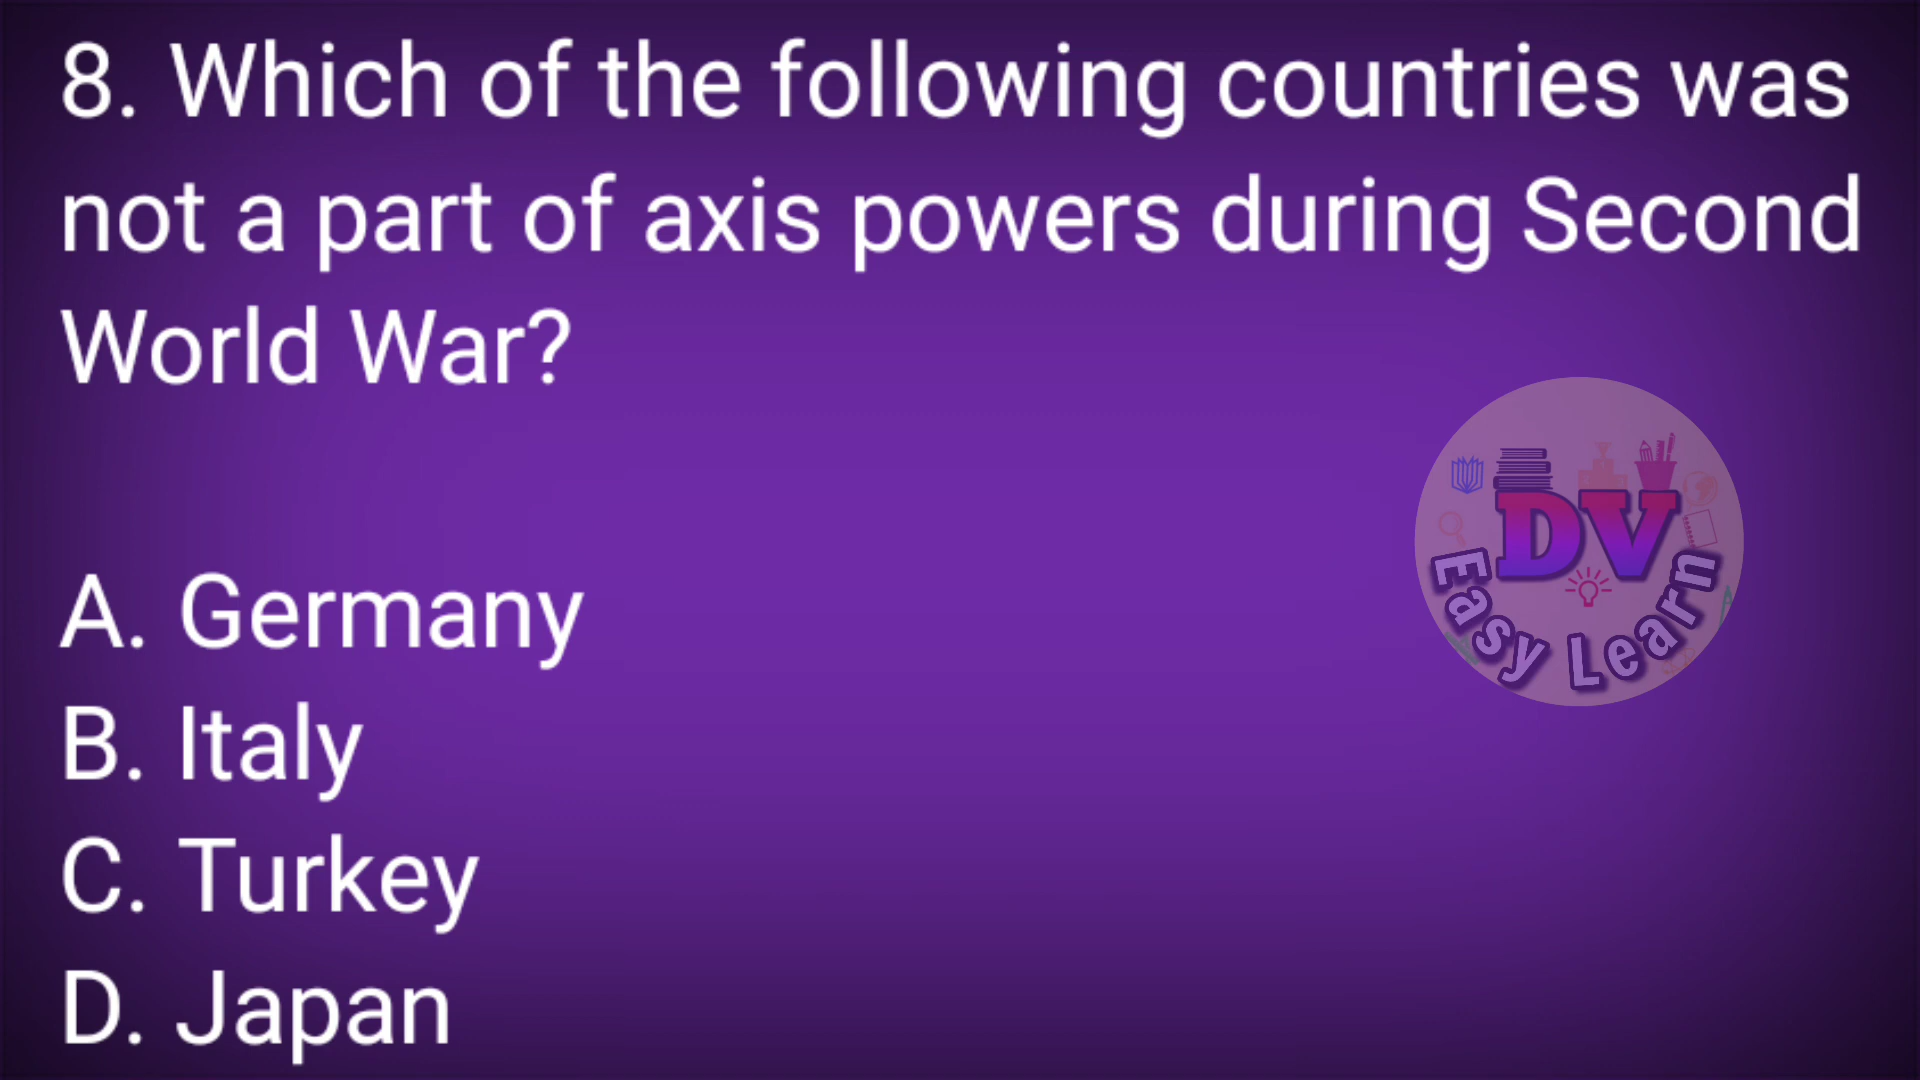 8. Which of the following countries was
not a part of axis powers during Second
World War?
A. Germany
B. Italy
C. Turkey
D. Japan
DV
Easy Learn